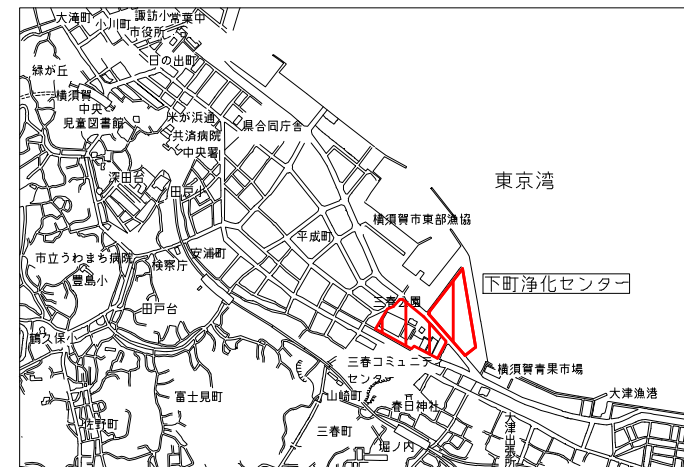 大滝町
諏訪小
常葉中
小川町
市役所
日の出町
緑が丘
横須賀
中央
児童図書館
米が浜通
共済病院
中央署
県合同庁舎
深田台
田戸小
東京湾
横須賀市東部漁協
平成町
安浦町
市立うわまち病院
検察庁
豊島小
下町浄化センター
三春公園
田戸台
鶴久保小
三春コミュニティ
センター
横須賀青果市場
富士見町
山崎町
春日神社
大津漁港
佐野町
三春町
堀ノ内
大津出張所